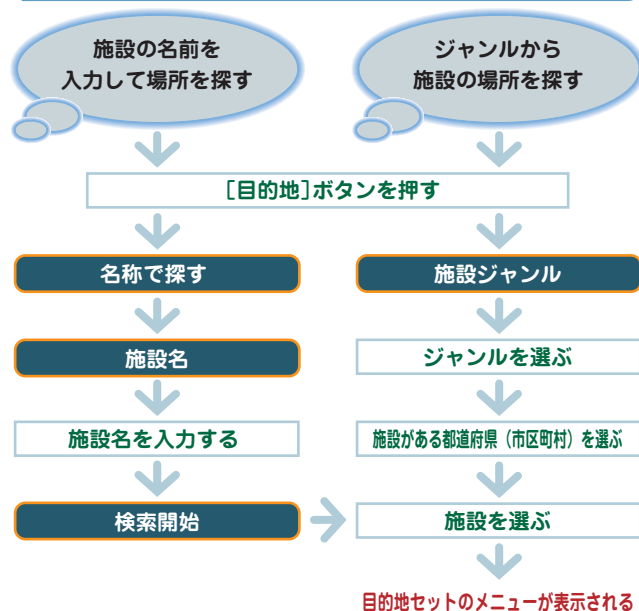 施設の名前を
入力して場所を探す
ジャンルから
施設の場所を探す
[目的地]ボタンを押す
名称で探す
施設ジャンル
施設名
ジャンルを選ぶ
施設名を入力する
施設がある都道府県（市区町村）を選ぶ
検索開始
施設を選ぶ
目的地セットのメニューが表示される